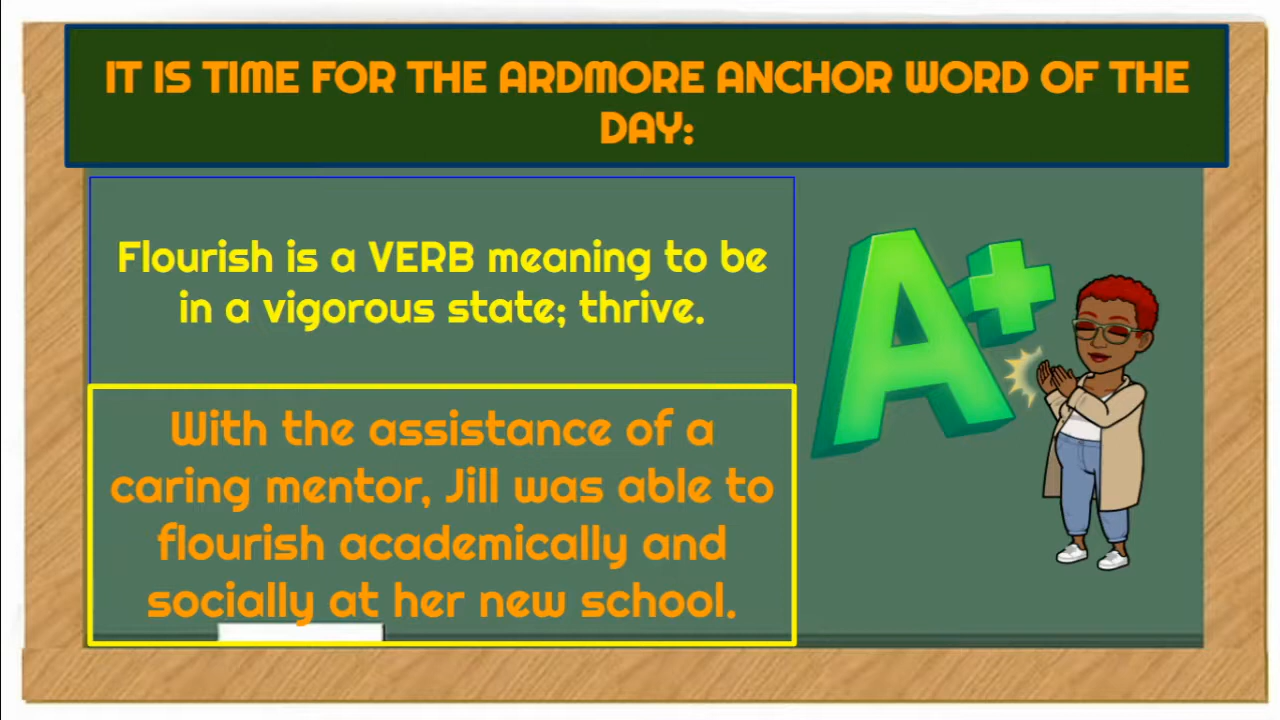 IT IS TIME FOR THE ARDMORE ANCHOR WORD OF THE
DAY:
Flourish is a VERB meaning to be
in a vigorous state; thrive.
With the assistance of a
caring mentor, Jill was able to
flourish academically and
socially at her new school.
A+